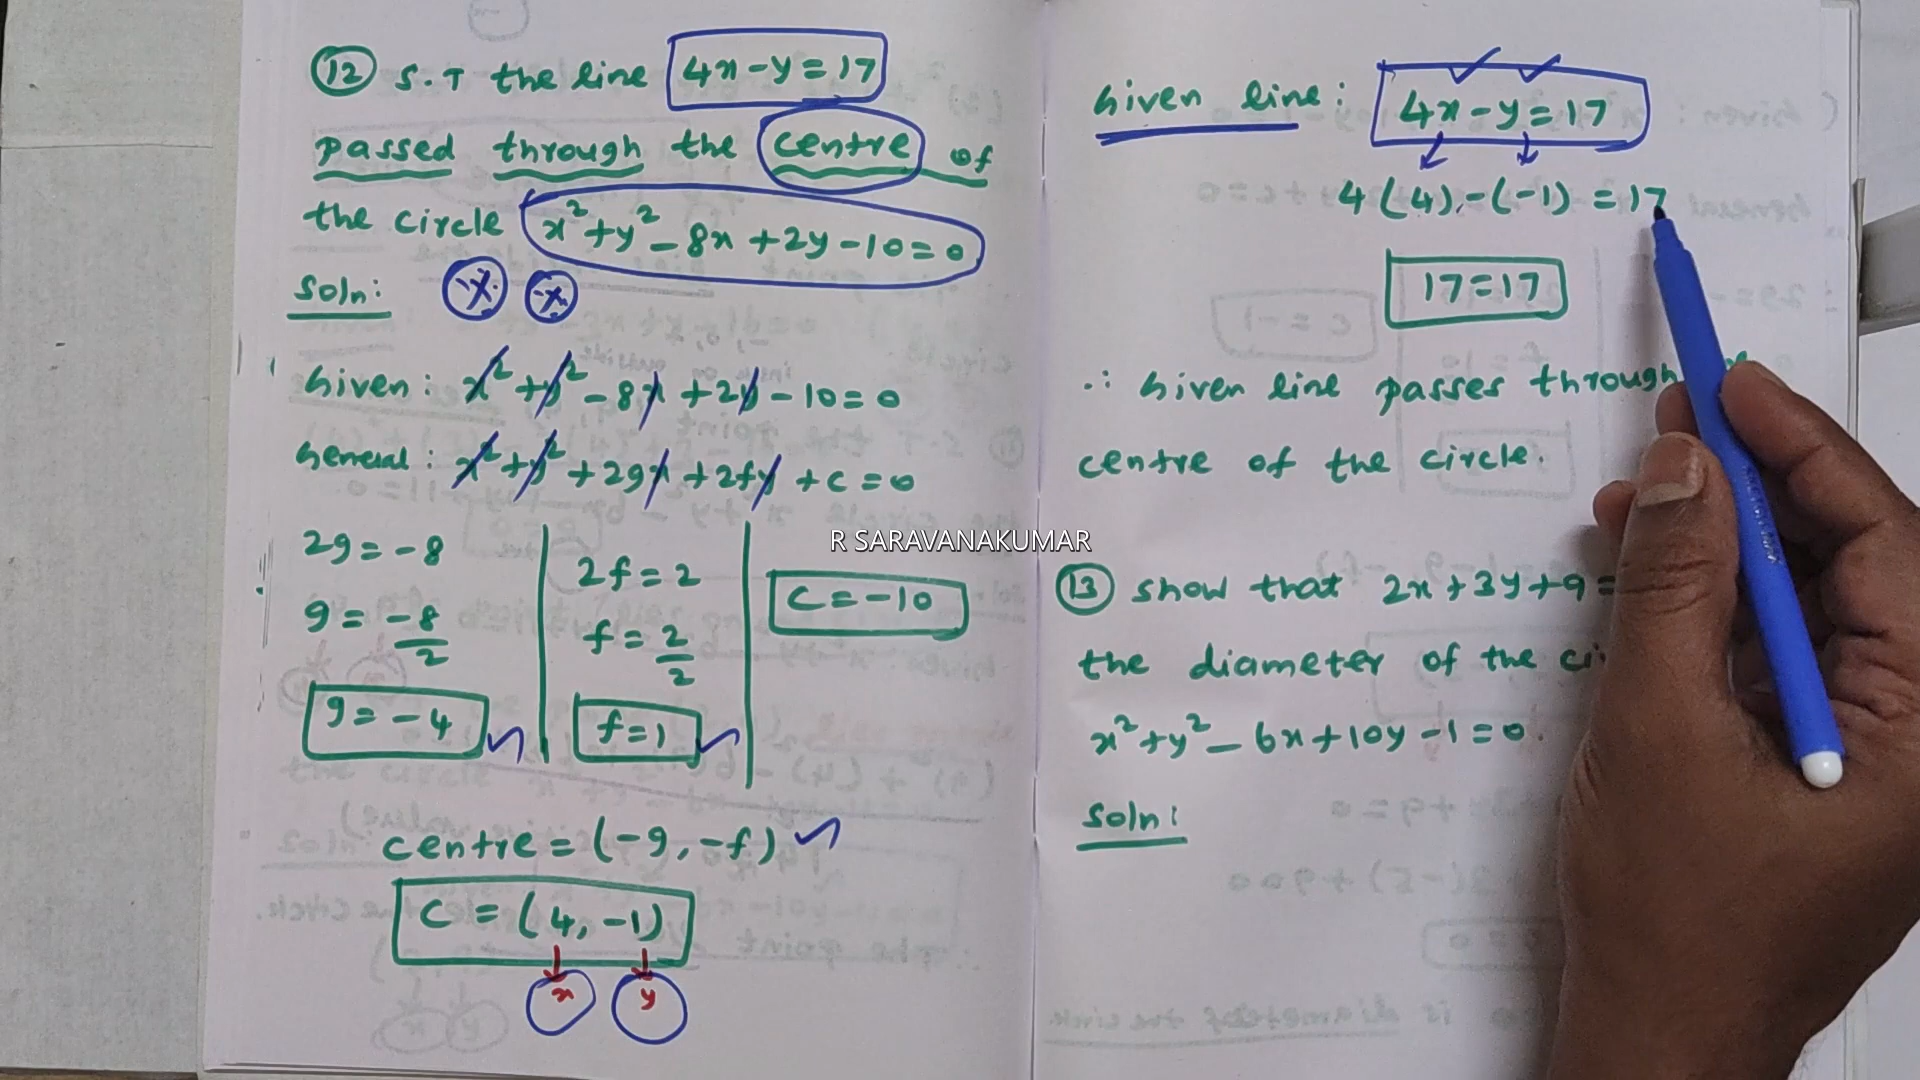 12 S.T the line 4x-y=17
passed through the centre of
the circle x²+y²-8x+2y-10=0
Soln:
Given: x²+y²-8x+2y-10=0
General: x²+y²+2gx+2fy+c=0
2g=-8
g=-8/2
g=-4
2f=2
f=2/2
f=1
C=-10
centre=(-g,-f)
C=(4,-1)
x y
Given line: 4x-y=17
4(4)-(-1)=17
17=17
∴ Given line passes through
centre of the circle.
R SARAVANAKUMAR
13 Show that 2x+3y+9=
the diameter of the
x²+y²-6x+10y-1=0.
Soln: